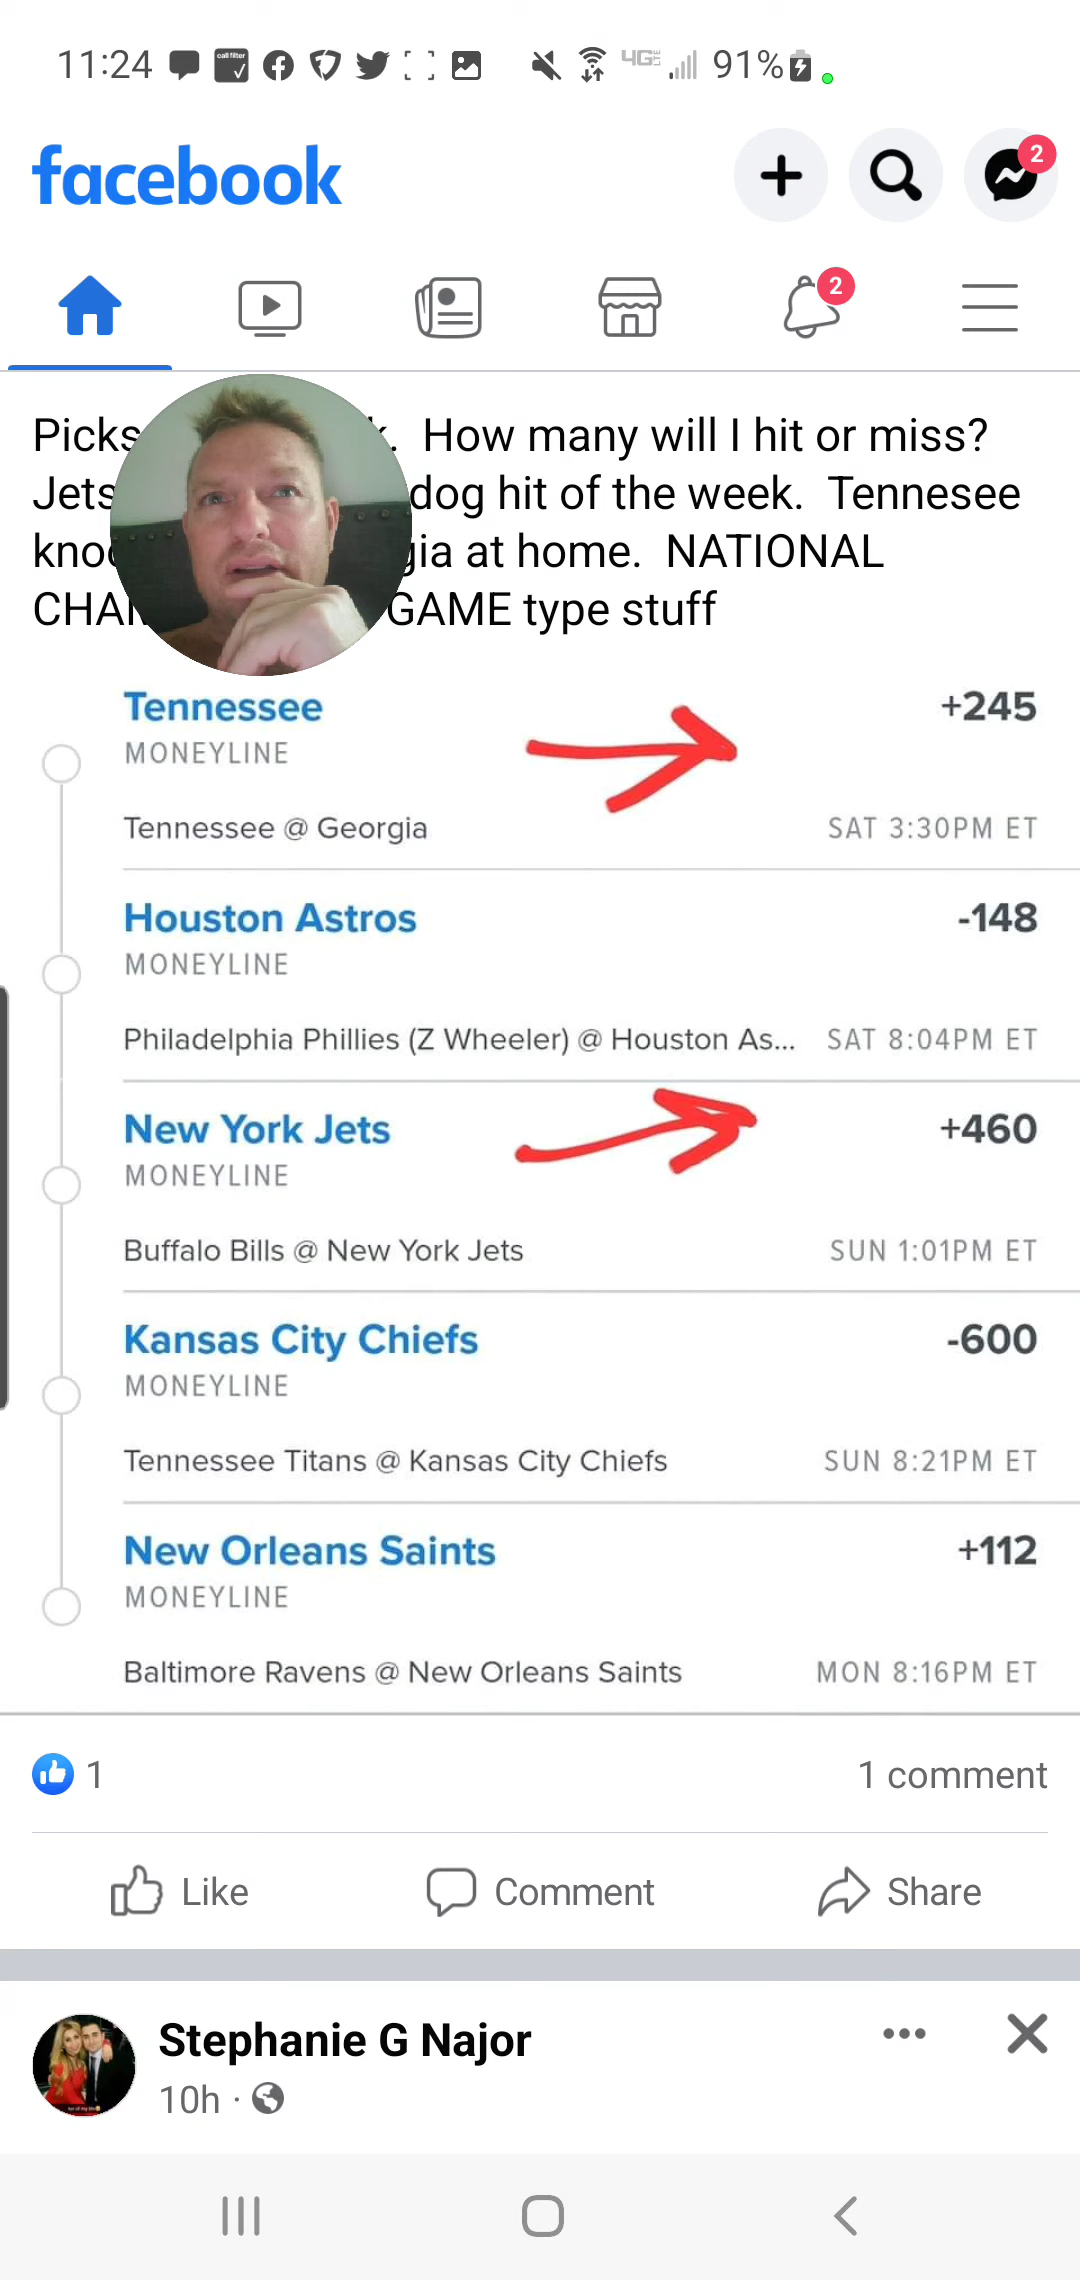 11:24 4GE 91%
call filter
facebook
2
2
Picks . How many will I hit or miss?
Jets dog hit of the week. Tennesee
at home. NATIONAL
GAME type stuff
Tennessee +245
MONEYLINE
Tennessee @ Georgia SAT 3:30PM ET
Houston Astros -148
MONEYLINE
Philadelphia Phillies (Z Wheeler) @ Houston As... SAT 8:04PM ET
New York Jets +460
MONEYLINE
Buffalo Bills @ New York Jets SUN 1:01PM ET
Kansas City Chiefs -600
MONEYLINE
Tennessee Titans @ Kansas City Chiefs SUN 8:21PM ET
New Orleans Saints +112
MONEYLINE
Baltimore Ravens @ New Orleans Saints MON 8:16PM ET
1 1 comment
Like Comment Share
Stephanie G Najor
10h ·